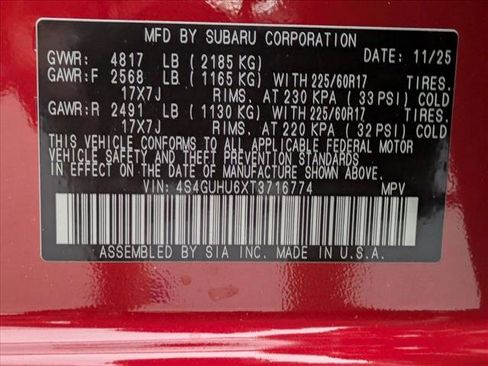 MFD BY SUBARU CORPORATION
GVWR: 4817 LB (2185 KG) DATE: 11/25
GAWR:F 2568 LB (1165 KG) WITH 225/60R17 TIRES.
17X7J RIMS. AT 230 KPA (33 PSI) COLD
GAWR:R 2491 LB (1130 KG) WITH 225/60R17 TIRES.
17X7J RIMS. AT 220 KPA (32 PSI) COLD
THIS VEHICLE CONFORMS TO ALL APPLICABLE FEDERAL MOTOR
VEHICLE SAFETY AND THEFT PREVENTION STANDARDS
IN EFFECT ON THE DATE OF MANUFACTURE SHOWN ABOVE.
VIN: 4S4GUHU6XT3716774 MPV
ASSEMBLED BY SIA INC. MADE IN U.S.A.